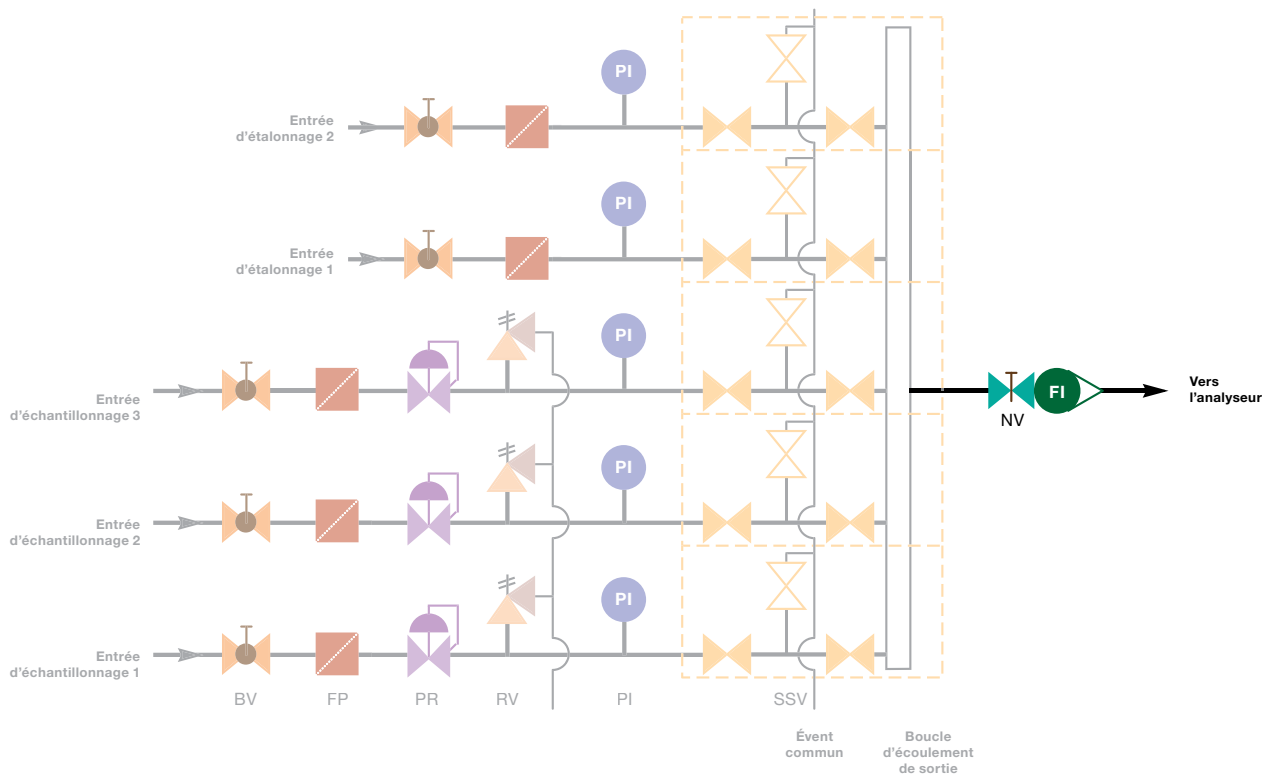 PI
Entrée
d'étalonnage 2
PI
Entrée
d'étalonnage 1
PI
Entrée
d'échantillonnage 3
FI
NV
Vers
l'analyseur
PI
Entrée
d'échantillonnage 2
PI
Entrée
d'échantillonnage 1
BV
FP
PR
RV
PI
SSV
Évent
commun
Boucle
d'écoulement
de sortie